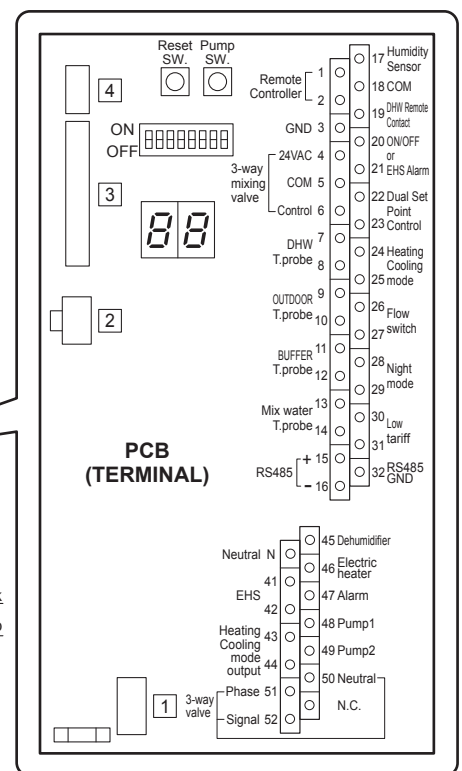 Reset Pump
SW. SW.
4
ON
OFF
3
88
2
PCB
(TERMINAL)
1
Remote
Controller
1
2
GND 3
3-way
mixing
valve
24VAC 4
COM 5
Control 6
DHW
T.probe
7
8
OUTDOOR
T.probe
9
10
BUFFER
T.probe
11
12
Mix water
T.probe
13
14
RS485
+ 15
- 16
17 Humidity
Sensor
18 COM
19 DHW Remote
Contact
20 ON/OFF
or
21 EHS Alarm
22 Dual Set
Point
23 Control
24 Heating
Cooling
25 mode
26 Flow
switch
27
28 Night
29 mode
30 Low
tariff
31
32 RS485
GND
Neutral N
EHS
41
42
Heating
Cooling
mode
output
43
44
3-way
valve
Phase 51
Signal 52
45 Dehumidifier
46 Electric
heater
47 Alarm
48 Pump1
49 Pump2
50 Neutral
N.C.